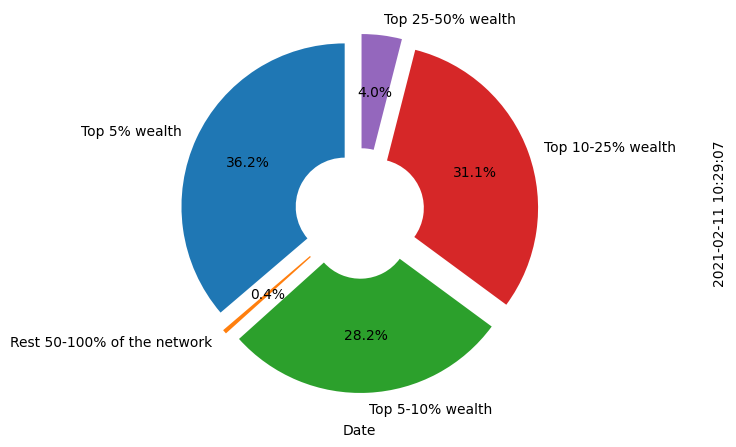 Top 25-50% wealth
4.0%
Top 5% wealth
36.2%
Top 10-25% wealth
31.1%
0.4%
Rest 50-100% of the network
28.2%
Top 5-10% wealth
Date
2021-02-11 10:29:07